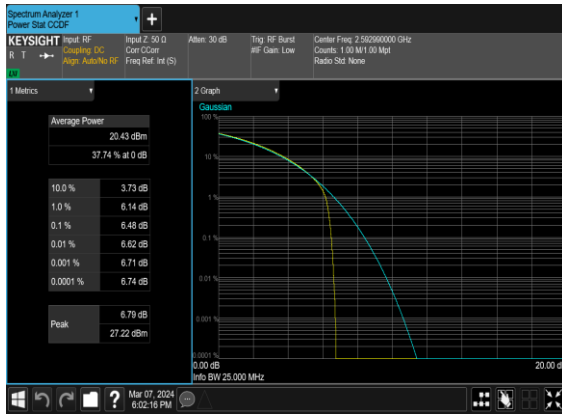 Spectrum Analyzer 1
Power Stat CCDF
KEYSIGHT
R T
LXI
Input: RF
Coupling: DC
Align: Auto/No RF
Input Z: 50 Ω
Corr CCorr
Freq Ref: Int (S)
Atten: 30 dB
Trig: RF Burst
#IF Gain: Low
Center Freq: 2.592990000 GHz
Counts: 1.00 M/1.00 Mpt
Radio Std: None
1 Metrics
Average Power
20.43 dBm
37.74 % at 0 dB
10.0 % 3.73 dB
1.0 % 6.14 dB
0.1 % 6.48 dB
0.01 % 6.62 dB
0.001 % 6.71 dB
0.0001 % 6.74 dB
Peak
6.79 dB
27.22 dBm
2 Graph
Gaussian
100 %
10 %
1 %
0.1 %
0.01 %
0.001 %
0.0001 %
0.00 dB
20.00 d
Info BW 25.000 MHz
?
Mar 07, 2024
6:02:16 PM